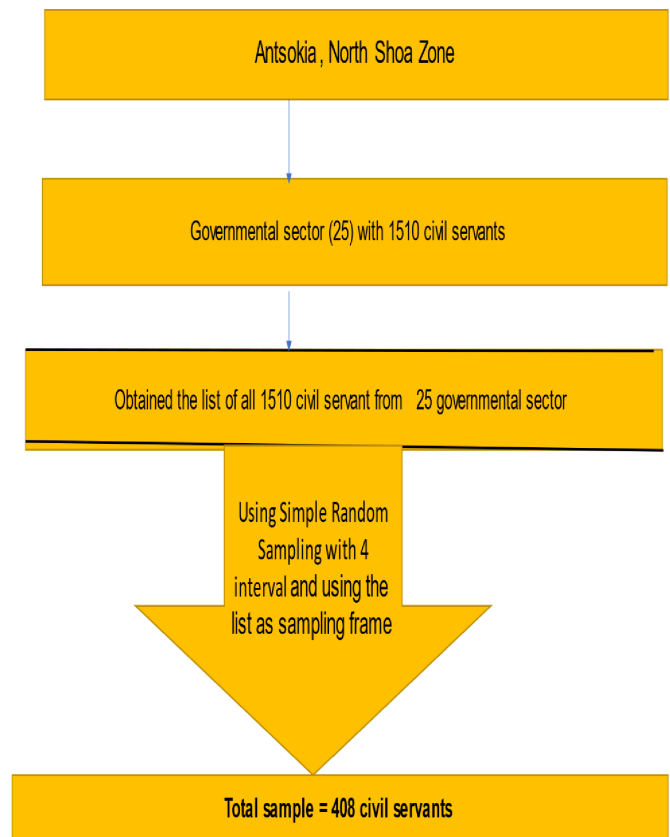 Antsokia , North Shoa Zone
Governmental sector (25) with 1510 civil servants
Obtained the list of all 1510 civil servant from 25 governmental sector
Using Simple Random
Sampling with 4
interval and using the
list as sampling frame
Total sample = 408 civil servants